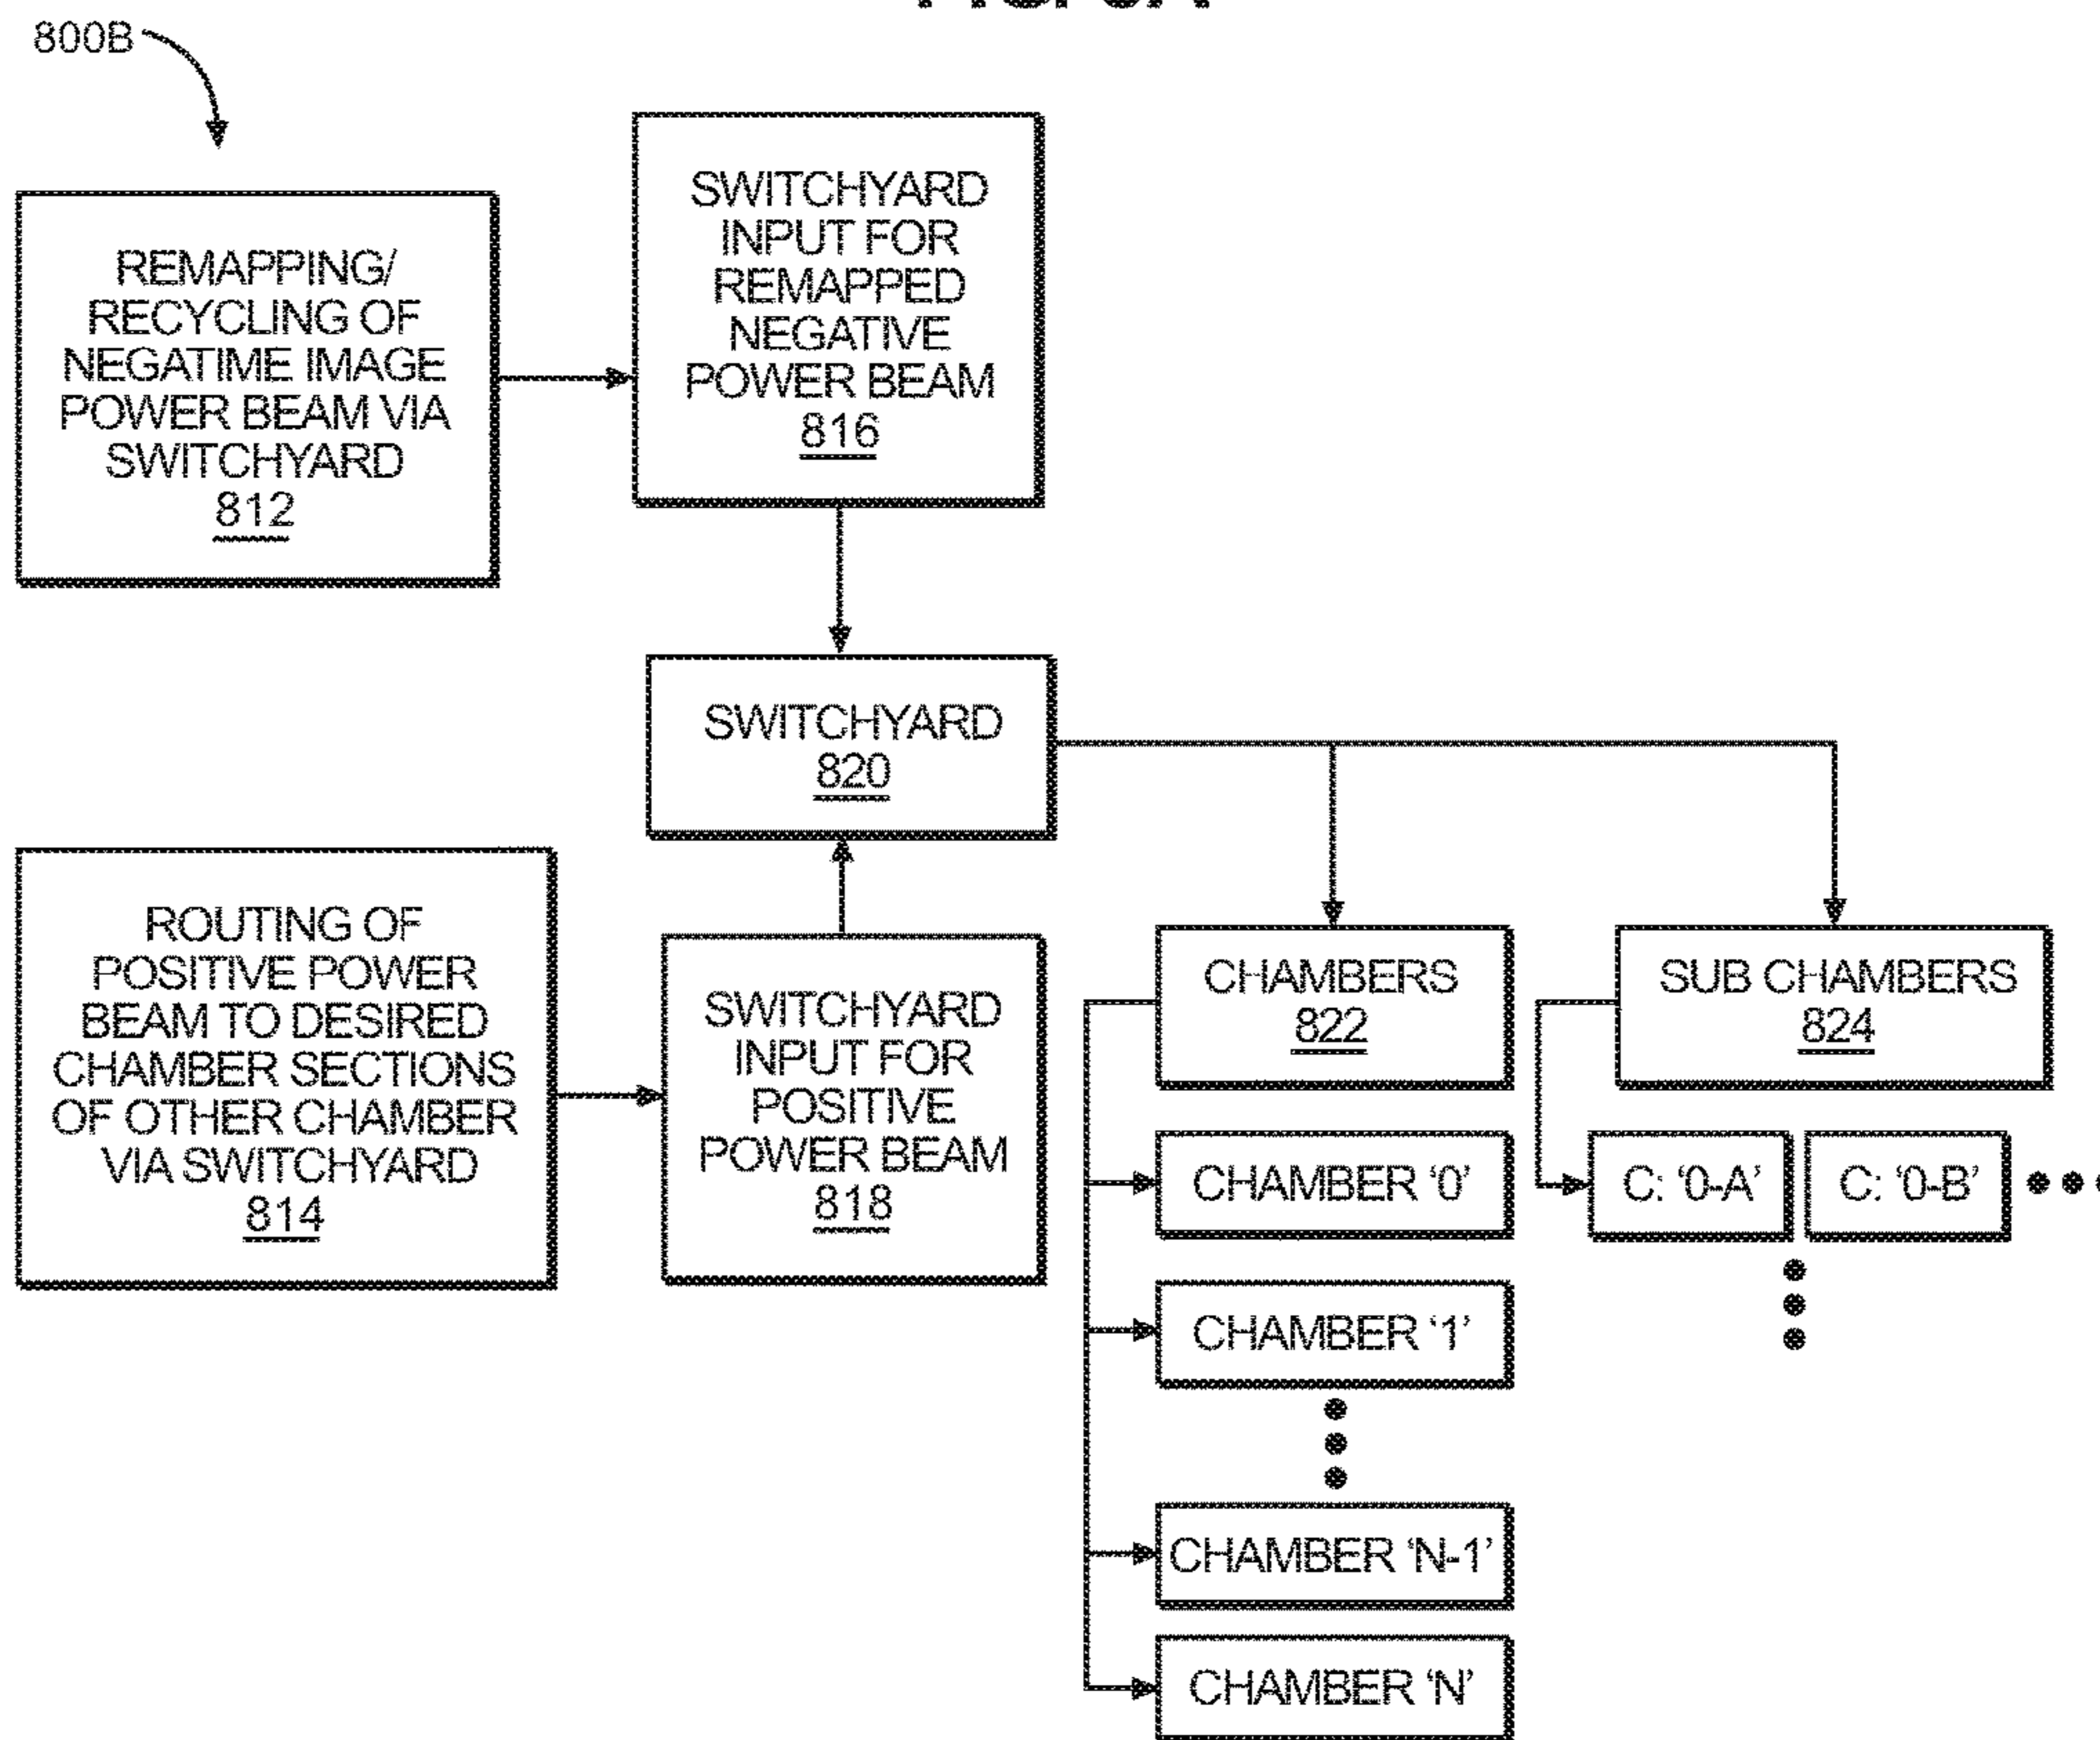 800B
REMAPPING/
RECYCLING OF
NEGATIME IMAGE
POWER BEAM VIA
SWITCHYARD
812
SWITCHYARD
INPUT FOR
REMAPPED
NEGATIVE
POWER BEAM
816
SWITCHYARD
820
ROUTING OF
POSITIVE POWER
BEAM TO DESIRED
CHAMBER SECTIONS
OF OTHER CHAMBER
VIA SWITCHYARD
814
SWITCHYARD
INPUT FOR
POSITIVE
POWER BEAM
818
CHAMBERS
822
SUB CHAMBERS
824
CHAMBER ‘0’
C: ‘0-A’
C: ‘0-B’
CHAMBER ‘1’
CHAMBER ‘N-1’
CHAMBER ‘N’